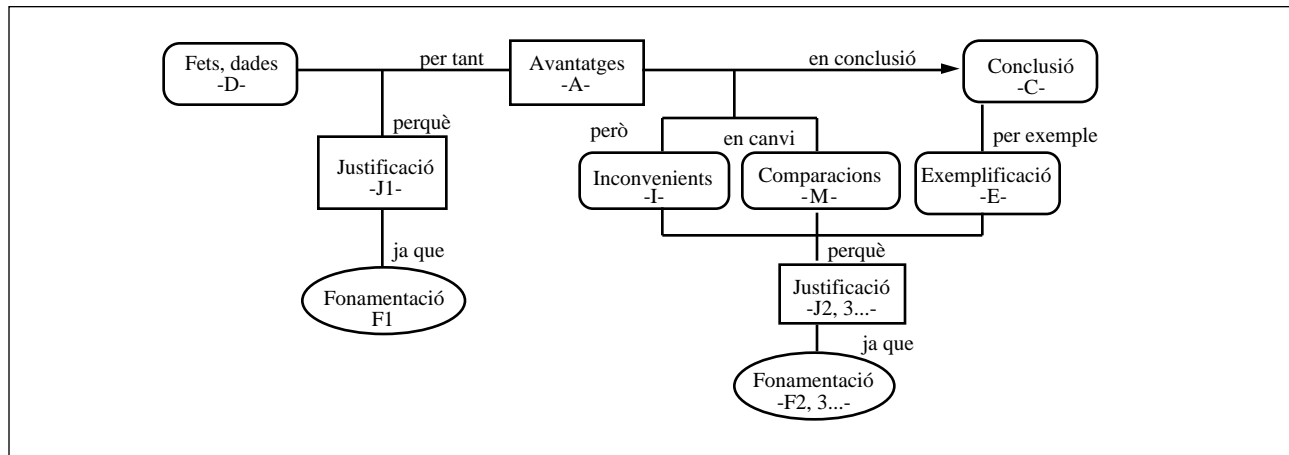 Fets, dades
-D-
per tant
Avantatges
-A-
en conclusió
Conclusió
-C-
perquè
però
en canvi
per exemple
Justificació
-J1-
Inconvenients
-I-
Comparacions
-M-
Exemplificació
-E-
ja que
perquè
Fonamentació
F1
Justificació
-J2, 3...-
ja que
Fonamentació
-F2, 3...-